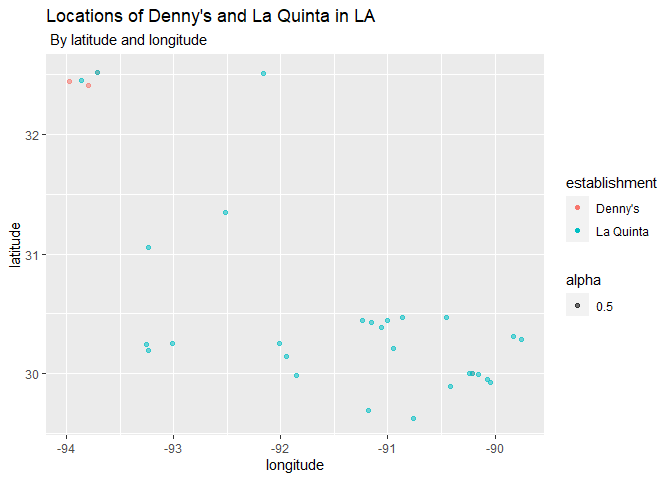 Locations of Denny's and La Quinta in LA
By latitude and longitude
32
31
30
latitude
-94 -93 -92 -91 -90
longitude
establishment
Denny's
La Quinta
alpha
0.5